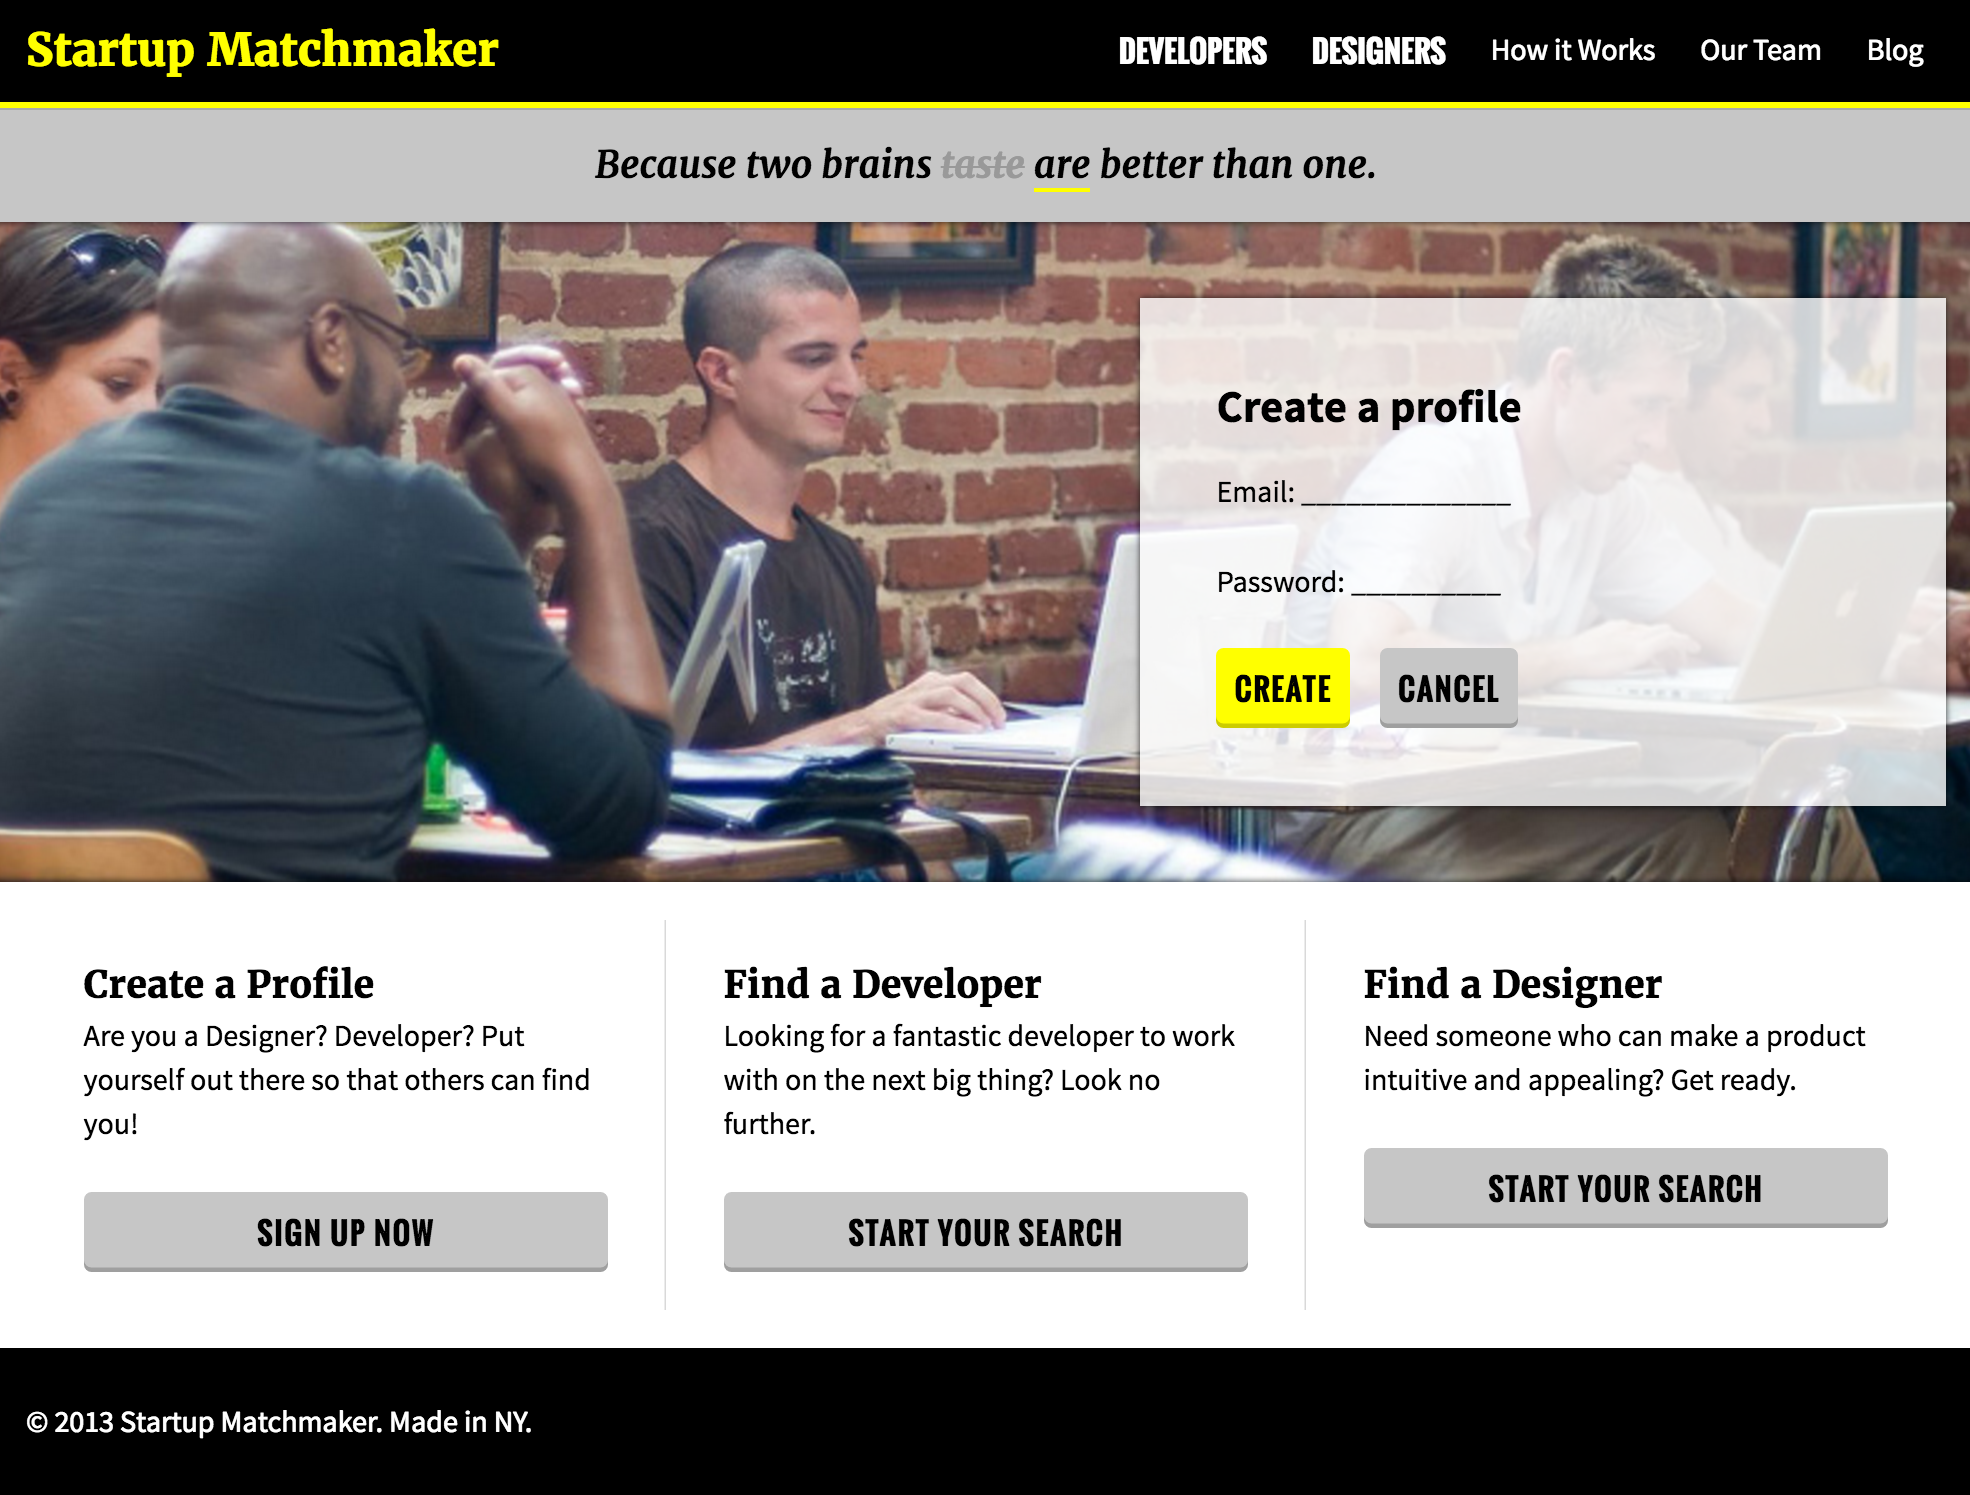 Startup Matchmaker
DEVELOPERS DESIGNERS How it Works Our Team Blog
Because two brains taste are better than one.
Create a profile
Email: ______________
Password: __________
CREATE CANCEL
Create a Profile
Are you a Designer? Developer? Put
yourself out there so that others can find
you!
SIGN UP NOW
Find a Developer
Looking for a fantastic developer to work
with on the next big thing? Look no
further.
START YOUR SEARCH
Find a Designer
Need someone who can make a product
intuitive and appealing? Get ready.
START YOUR SEARCH
© 2013 Startup Matchmaker. Made in NY.